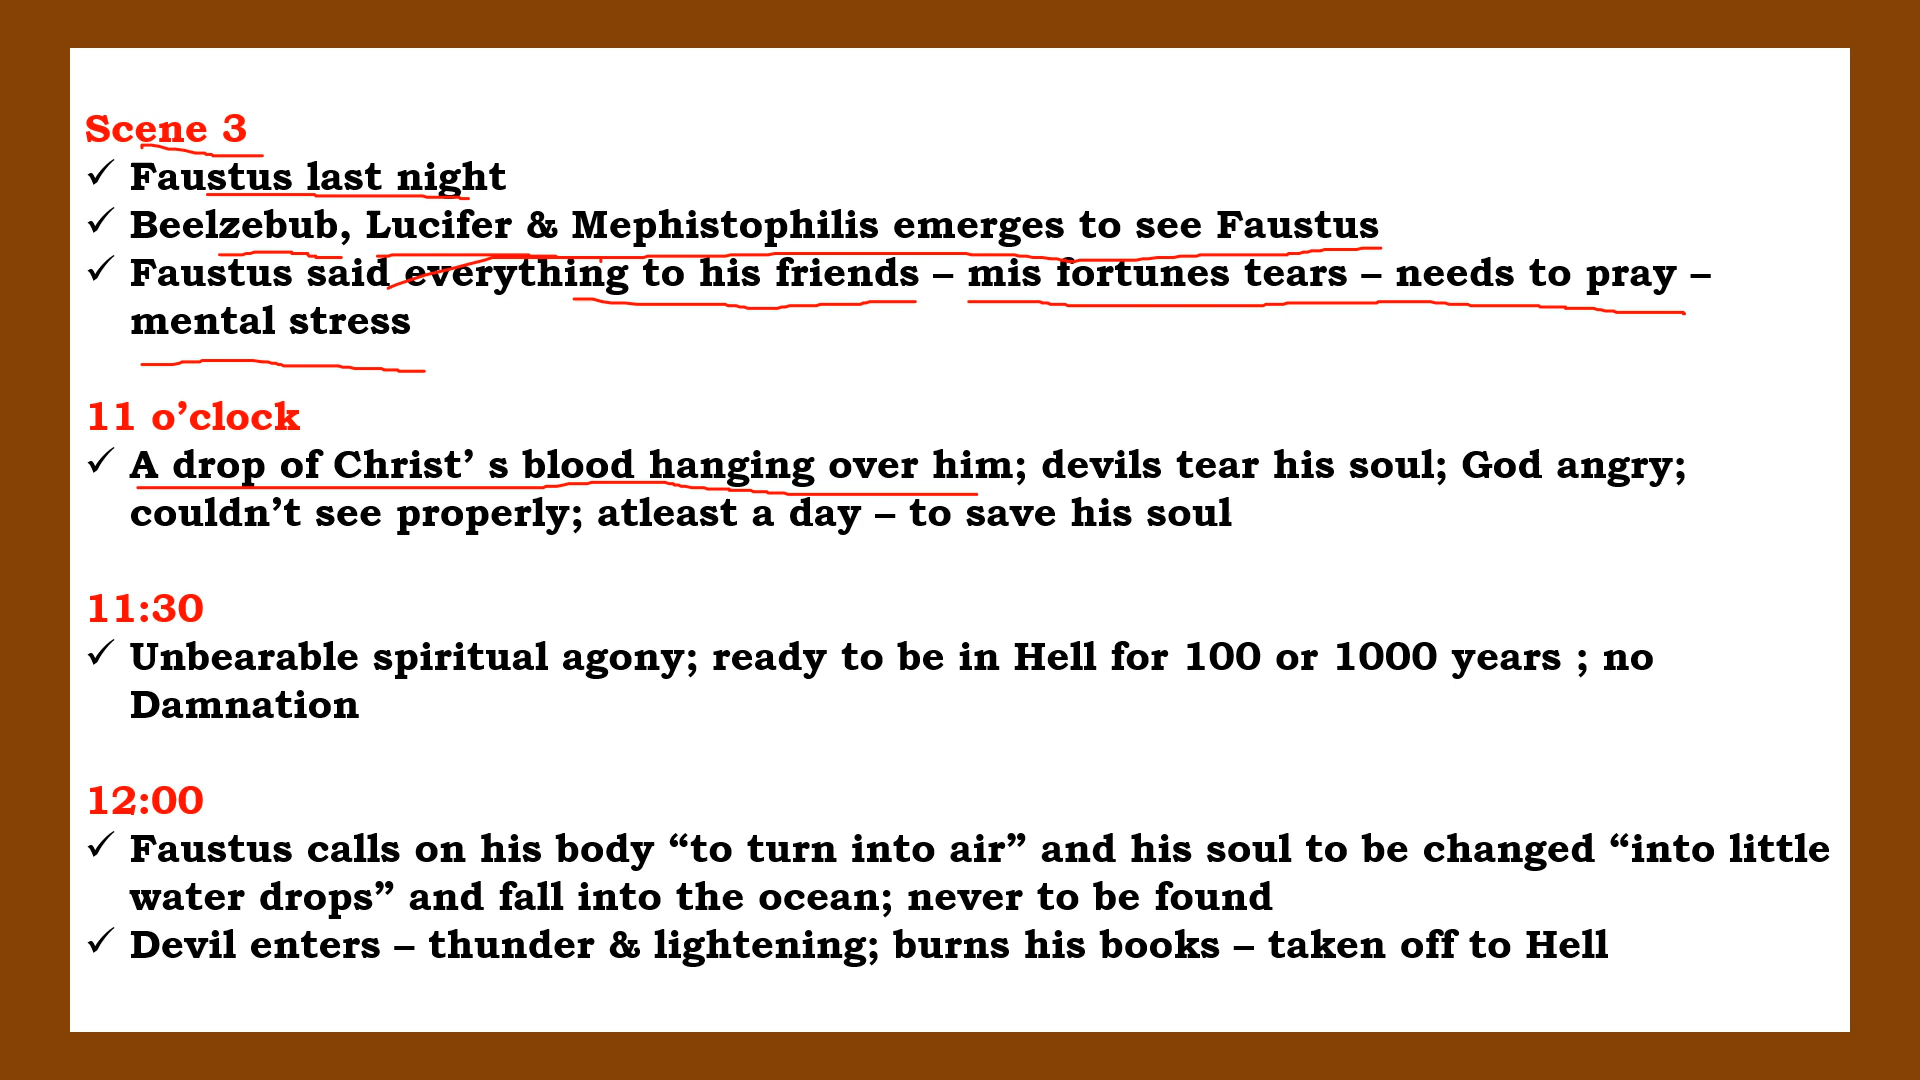 Scene 3
✓ Faustus last night
✓ Beelzebub, Lucifer & Mephistophilis emerges to see Faustus
✓ Faustus said everything to his friends – mis fortunes tears – needs to pray –
mental stress
11 o’clock
✓ A drop of Christ’ s blood hanging over him; devils tear his soul; God angry;
couldn’t see properly; atleast a day – to save his soul
11:30
✓ Unbearable spiritual agony; ready to be in Hell for 100 or 1000 years ; no
Damnation
12:00
✓ Faustus calls on his body “to turn into air” and his soul to be changed “into little
water drops” and fall into the ocean; never to be found
✓ Devil enters – thunder & lightening; burns his books – taken off to Hell